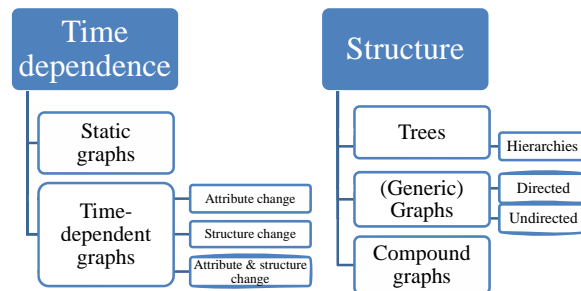 Time
dependence
Static
graphs
Time-
dependent
graphs
Attribute change
Structure change
Attribute & structure
change
Structure
Trees
Hierarchies
(Generic)
Graphs
Directed
Undirected
Compound
graphs